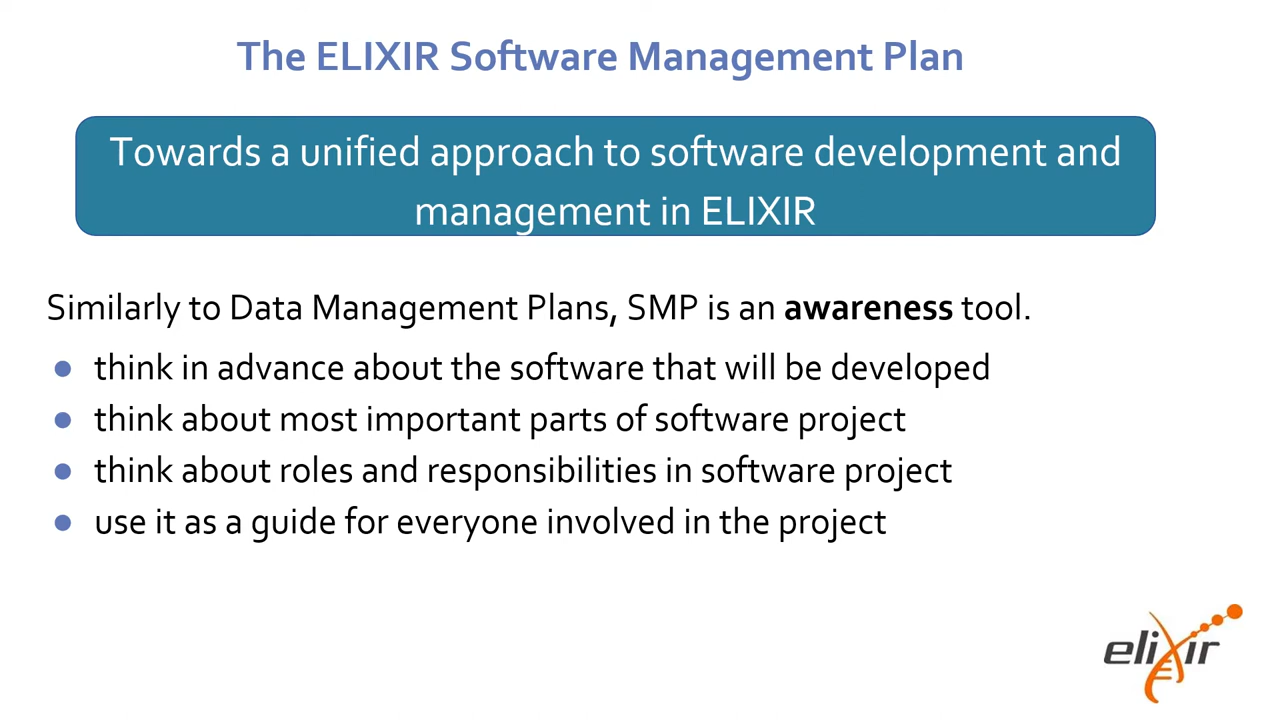 The ELIXIR Software Management Plan
Towards a unified approach to software development and
management in ELIXIR
Similarly to Data Management Plans, SMP is an awareness tool.
● think in advance about the software that will be developed
● think about most important parts of software project
● think about roles and responsibilities in software project
● use it as a guide for everyone involved in the project
elixir